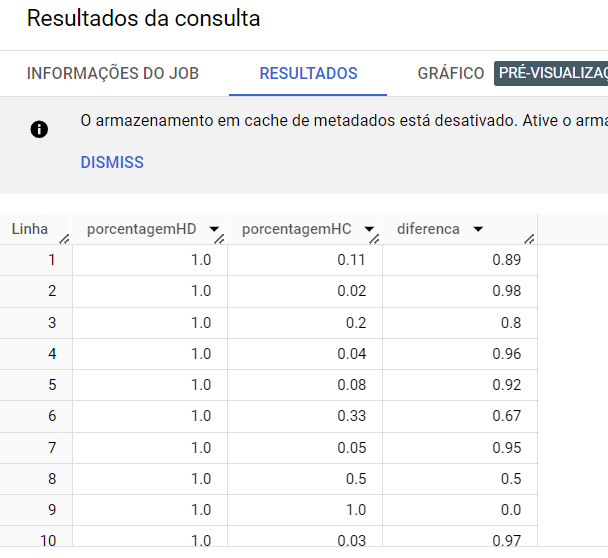 Resultados da consulta
INFORMAÇÕES DO JOB RESULTADOS GRÁFICO
O armazenamento em cache de metadados está desativado. Ative o
DISMISS
Linha porcentagemHD porcentagemHC diferenca
1 1.0 0.11 0.89
2 1.0 0.02 0.98
3 1.0 0.2 0.8
4 1.0 0.04 0.96
5 1.0 0.08 0.92
6 1.0 0.33 0.67
7 1.0 0.05 0.95
8 1.0 0.5 0.5
9 1.0 1.0 0.0
10 1.0 0.03 0.97